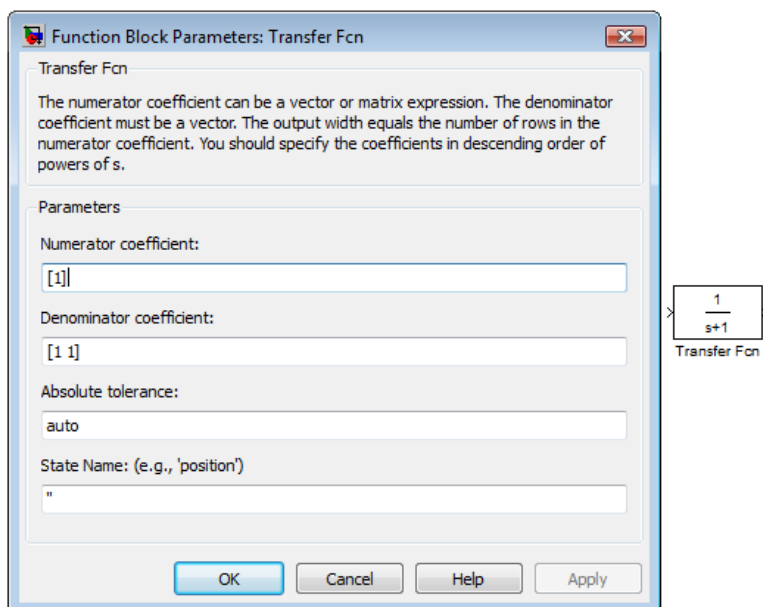 Function Block Parameters: Transfer Fcn
Transfer Fcn
The numerator coefficient can be a vector or matrix expression. The denominator
coefficient must be a vector. The output width equals the number of rows in the
numerator coefficient. You should specify the coefficients in descending order of
powers of s.
Parameters
Numerator coefficient:
[1]
Denominator coefficient:
[1 1]
Absolute tolerance:
auto
State Name: (e.g., 'position')
''
OK Cancel Help Apply
1
s+1
Transfer Fcn